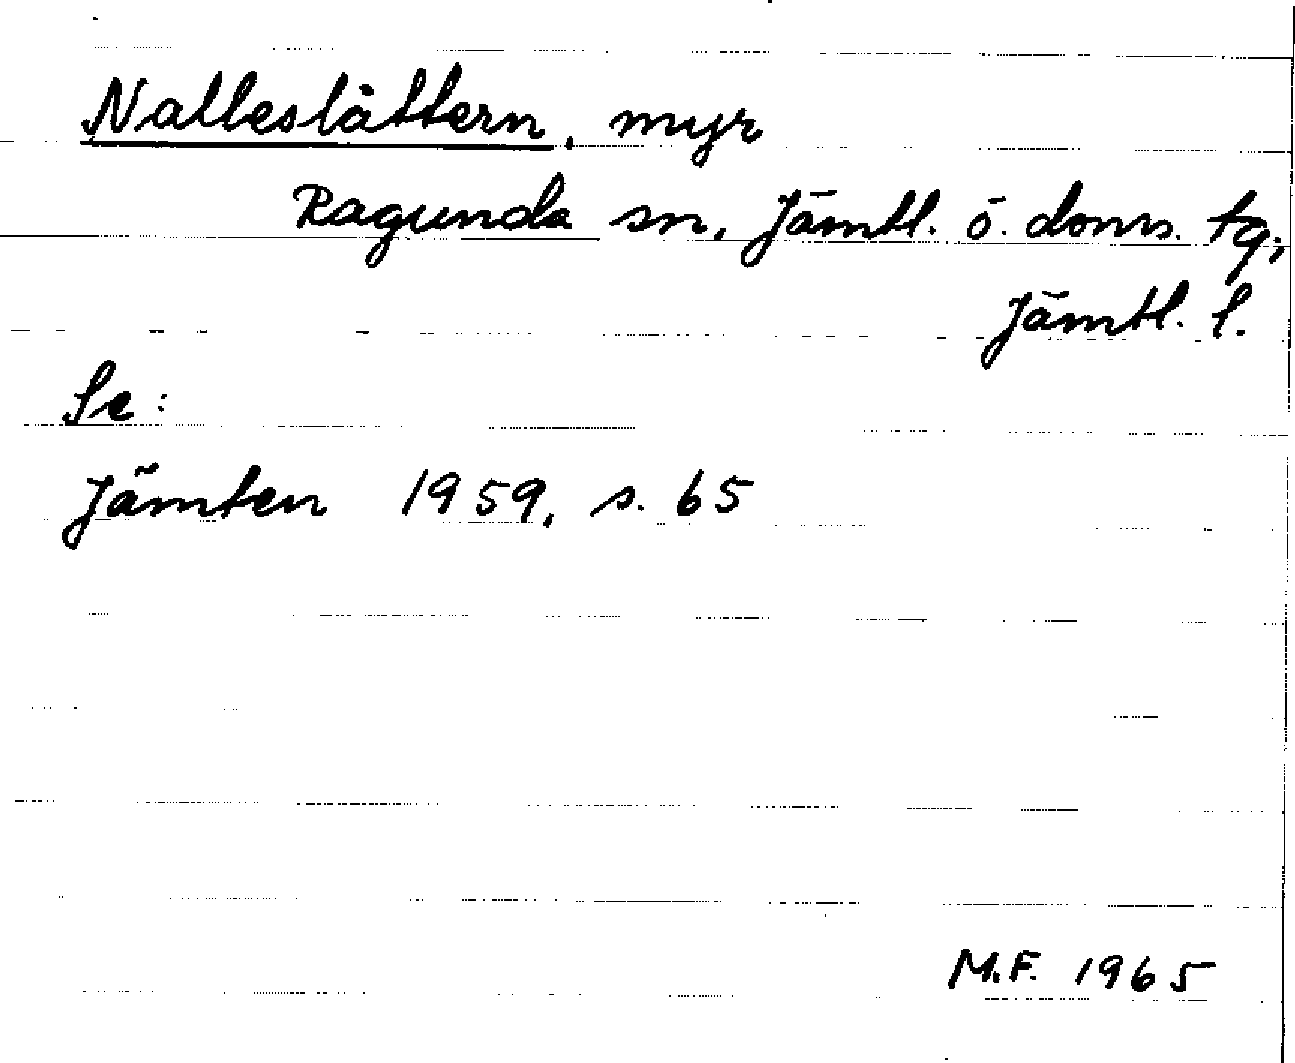 Nalleslåttern, myr
Ragunda sn, Jämtl. ö. doms. tg;
Jämtl. l.
Se:
Jämten 1959, s. 65
M.F. 1965